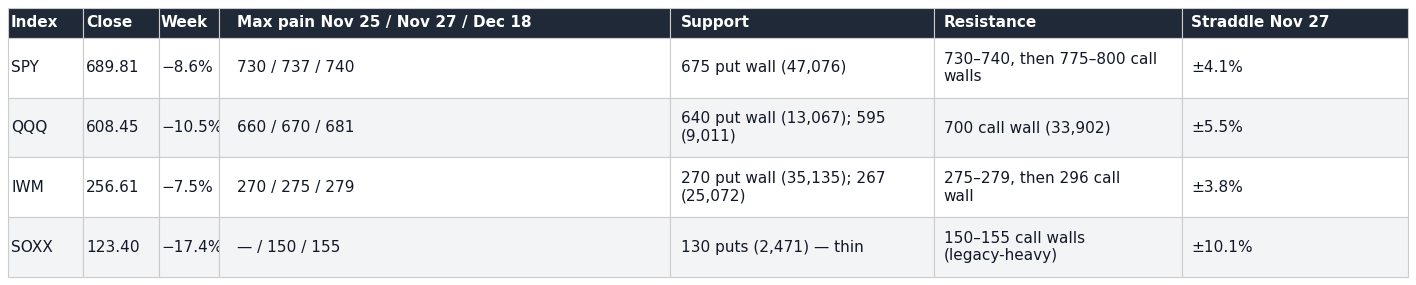 Index Close Week Max pain Nov 25 / Nov 27 / Dec 18 Support Resistance Straddle Nov 27
SPY 689.81 −8.6% 730 / 737 / 740 675 put wall (47,076) 730–740, then 775–800 call
walls
±4.1%
QQQ 608.45 −10.5% 660 / 670 / 681 640 put wall (13,067); 595
(9,011)
700 call wall (33,902) ±5.5%
IWM 256.61 −7.5% 270 / 275 / 279 270 put wall (35,135); 267
(25,072)
275–279, then 296 call
wall
±3.8%
SOXX 123.40 −17.4% — / 150 / 155 130 puts (2,471) — thin 150–155 call walls
(legacy-heavy)
±10.1%